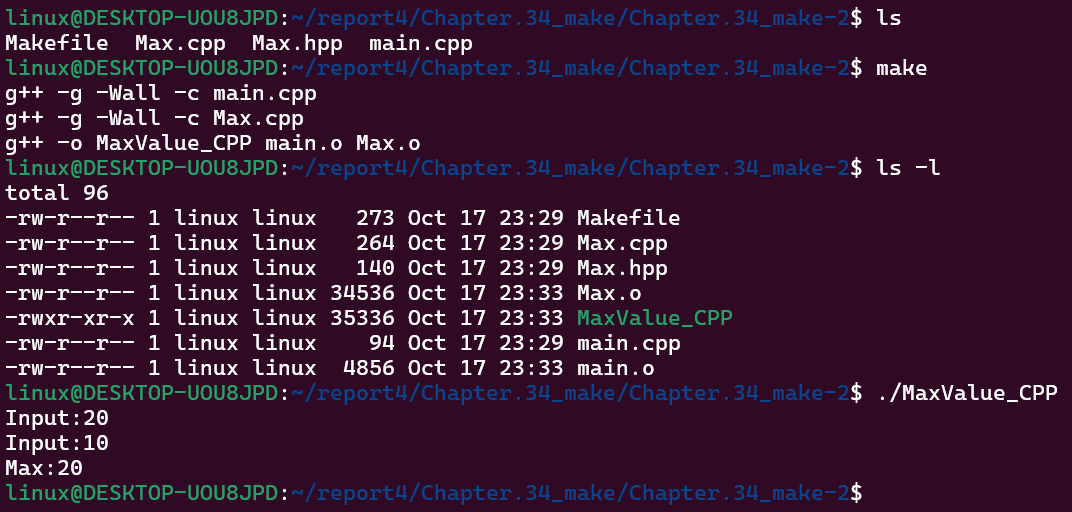 linux@DESKTOP-UOU8JPD:~/report4/Chapter.34_make/Chapter.34_make-2$ ls
Makefile  Max.cpp  Max.hpp  main.cpp
linux@DESKTOP-UOU8JPD:~/report4/Chapter.34_make/Chapter.34_make-2$ make
g++ -g -Wall -c main.cpp
g++ -g -Wall -c Max.cpp
g++ -o MaxValue_CPP main.o Max.o
linux@DESKTOP-UOU8JPD:~/report4/Chapter.34_make/Chapter.34_make-2$ ls -l
total 96
-rw-r--r-- 1 linux linux   273 Oct 17 23:29 Makefile
-rw-r--r-- 1 linux linux   264 Oct 17 23:29 Max.cpp
-rw-r--r-- 1 linux linux   140 Oct 17 23:29 Max.hpp
-rw-r--r-- 1 linux linux 34536 Oct 17 23:33 Max.o
-rwxr-xr-x 1 linux linux 35336 Oct 17 23:33 MaxValue_CPP
-rw-r--r-- 1 linux linux    94 Oct 17 23:29 main.cpp
-rw-r--r-- 1 linux linux  4856 Oct 17 23:33 main.o
linux@DESKTOP-UOU8JPD:~/report4/Chapter.34_make/Chapter.34_make-2$ ./MaxValue_CPP
Input:20
Input:10
Max:20
linux@DESKTOP-UOU8JPD:~/report4/Chapter.34_make/Chapter.34_make-2$